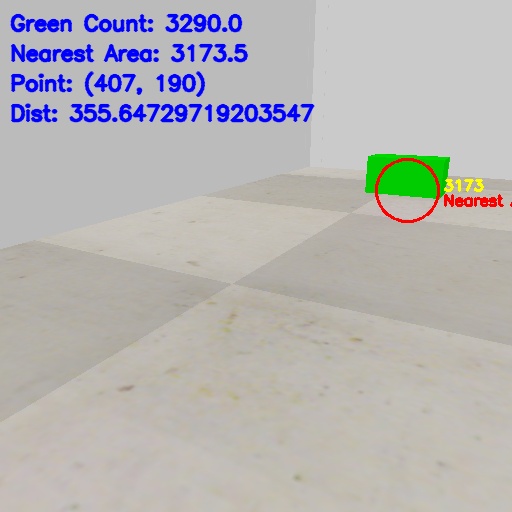 Green Count: 3290.0
Nearest Area: 3173.5
Point: (407, 190)
Dist: 355.64729719203547
3173
Nearest